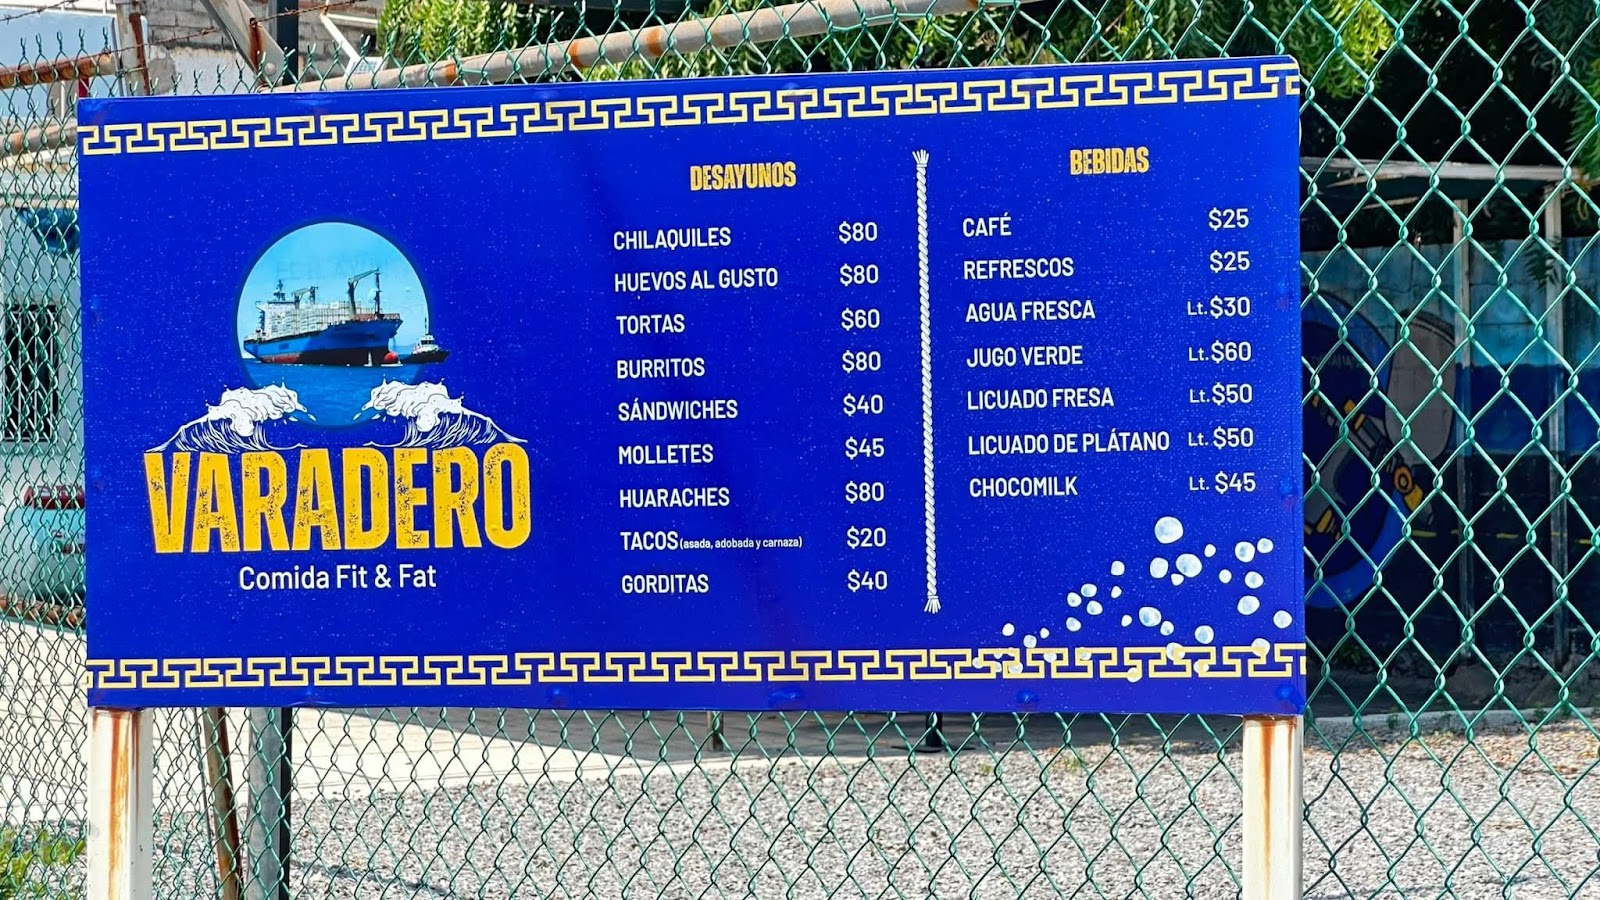 VARADERO
Comida Fit & Fat
DESAYUNOS
CHILAQUILES $80
HUEVOS AL GUSTO $80
TORTAS $60
BURRITOS $80
SÁNDWICHES $40
MOLLETES $45
HUARACHES $80
TACOS (asada, adobada y carnaza) $20
GORDITAS $40
BEBIDAS
CAFÉ $25
REFRESCOS $25
AGUA FRESCA Lt. $30
JUGO VERDE Lt. $60
LICUADO FRESA Lt. $50
LICUADO DE PLÁTANO Lt. $50
CHOCOMILK Lt. $45